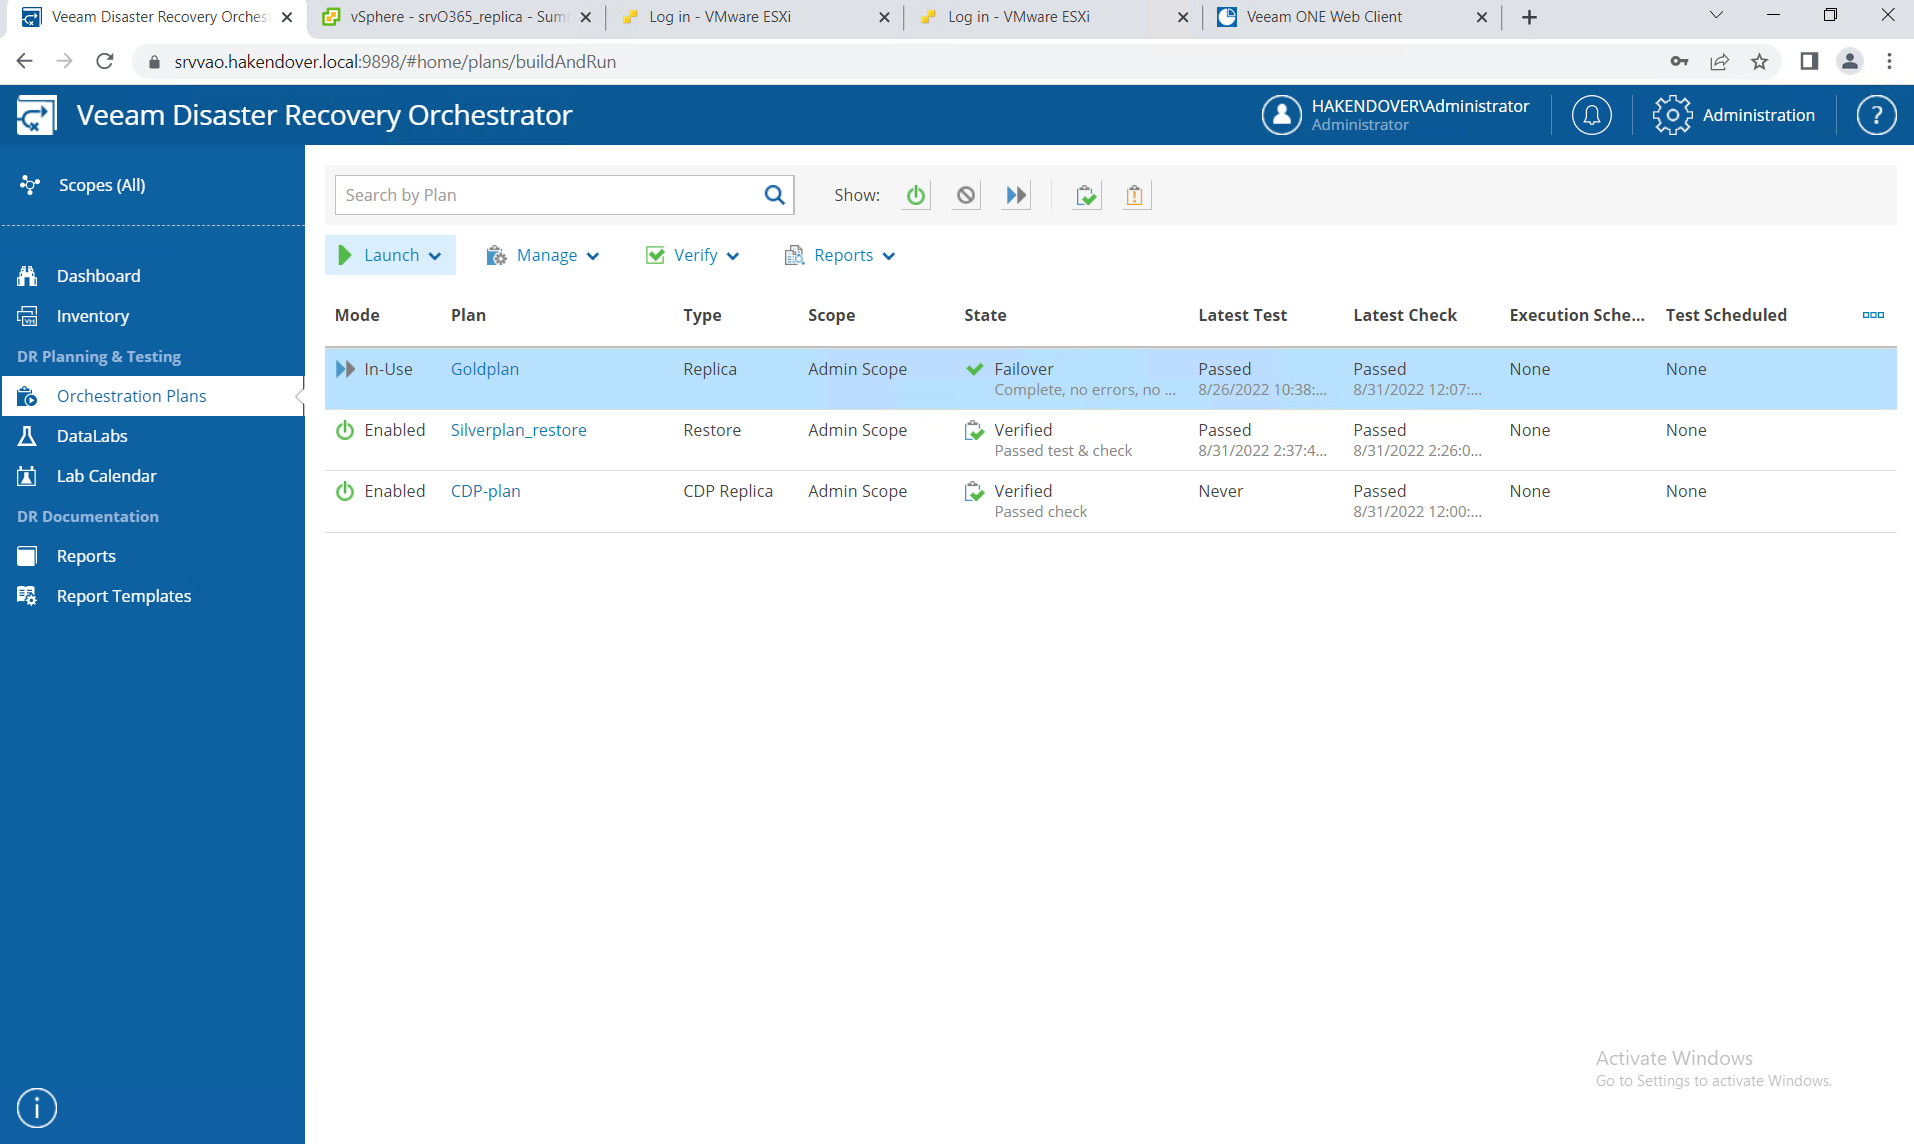 Veeam Disaster Recovery Orches
vSphere - srvO365_replica - Sum
Log in - VMware ESXi
Log in - VMware ESXi
Veeam ONE Web Client
srvvao.hakendover.local:9898/#home/plans/buildAndRun
Veeam Disaster Recovery Orchestrator
HAKENDOVER\Administrator
Administrator
Administration
?
Scopes (All)
Dashboard
Inventory
DR Planning & Testing
Orchestration Plans
DataLabs
Lab Calendar
DR Documentation
Reports
Report Templates
Search by Plan
Show:
Launch
Manage
Verify
Reports
Mode Plan Type Scope State Latest Test Latest Check Execution Sche... Test Scheduled
In-Use Goldplan Replica Admin Scope Failover Passed Passed None None
Complete, no errors, no ... 8/26/2022 10:38:... 8/31/2022 12:07:...
Enabled Silverplan_restore Restore Admin Scope Verified Passed Passed None None
Passed test & check 8/31/2022 2:37:4... 8/31/2022 2:26:0...
Enabled CDP-plan CDP Replica Admin Scope Verified Never Passed None None
Passed check 8/31/2022 12:00:...
Activate Windows
Go to Settings to activate Windows.